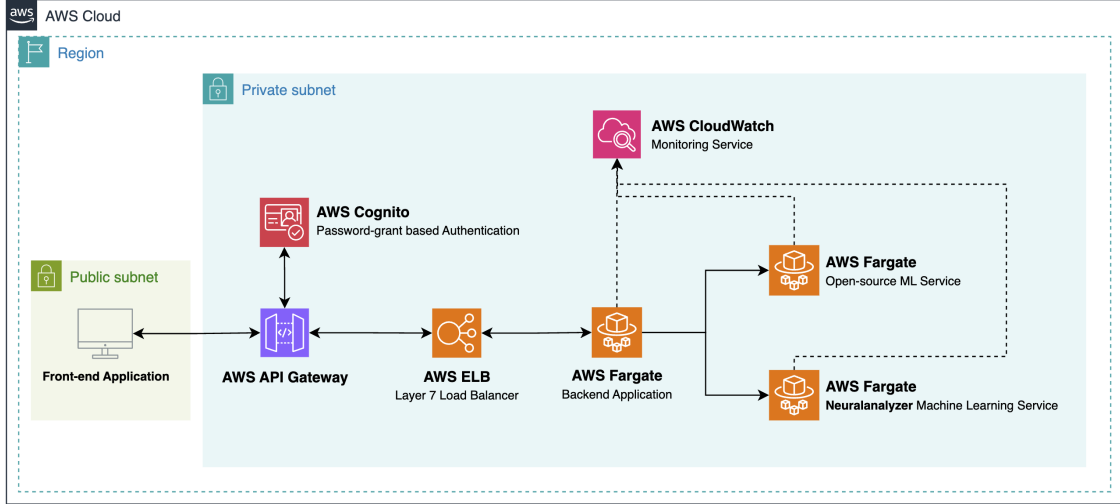 aws
AWS Cloud
Region
Private subnet
AWS CloudWatch
Monitoring Service
AWS Cognito
Password-grant based Authentication
Public subnet
Front-end Application
AWS API Gateway
AWS ELB
Layer 7 Load Balancer
AWS Fargate
Backend Application
AWS Fargate
Open-source ML Service
AWS Fargate
Neuralanalyzer Machine Learning Service